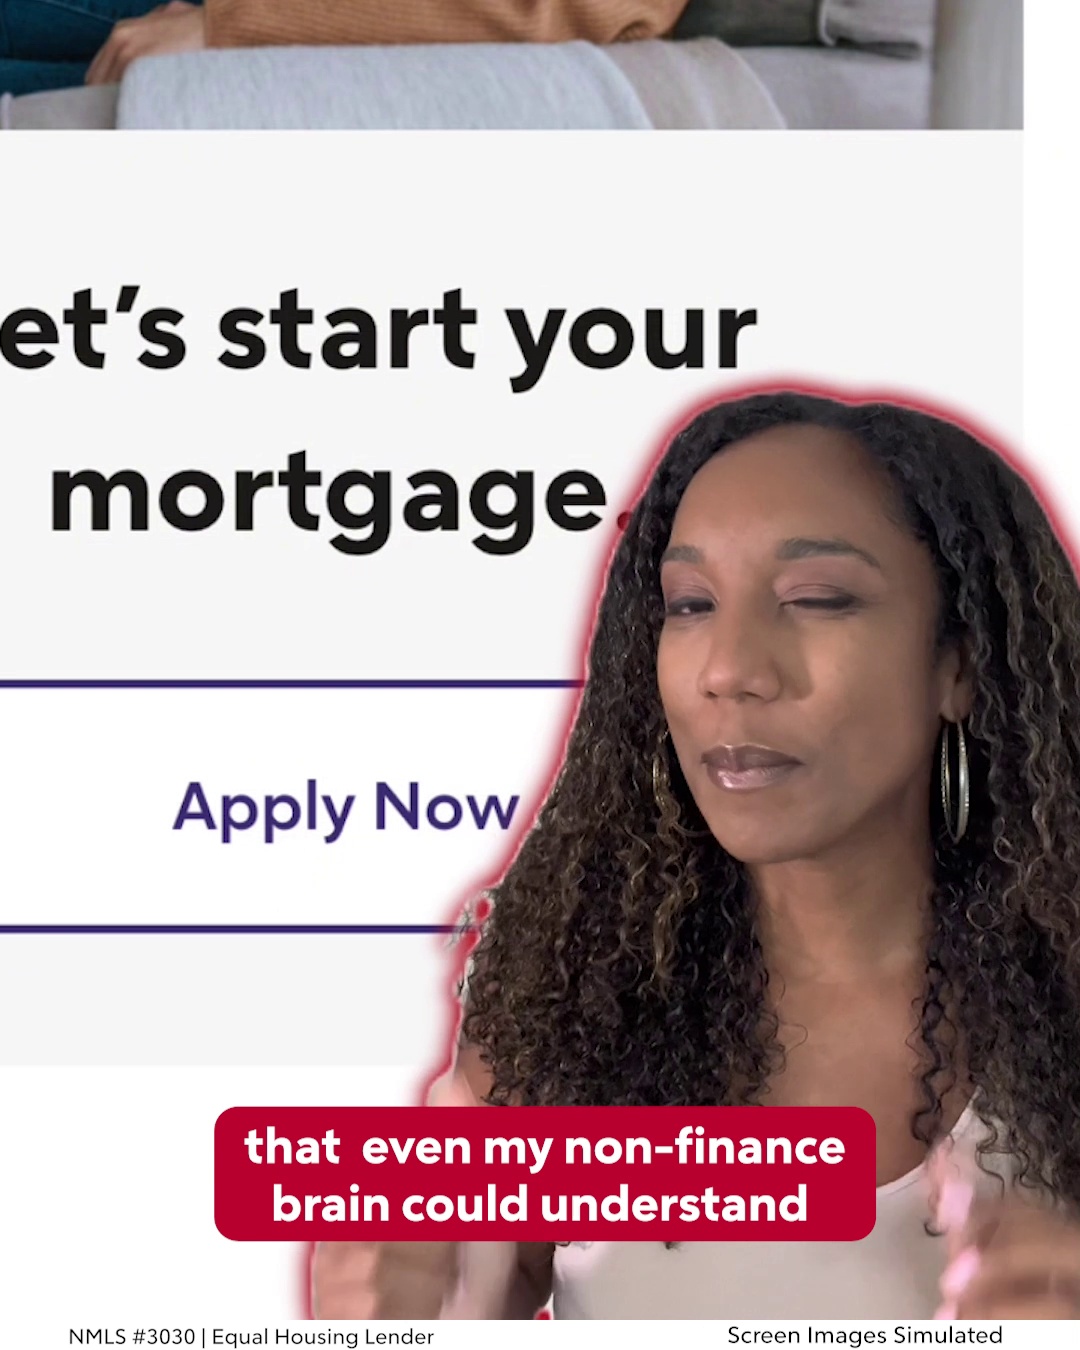 et’s start your
mortgage.
Apply Now
that even my non-finance
brain could understand
NMLS #3030 | Equal Housing Lender
Screen Images Simulated